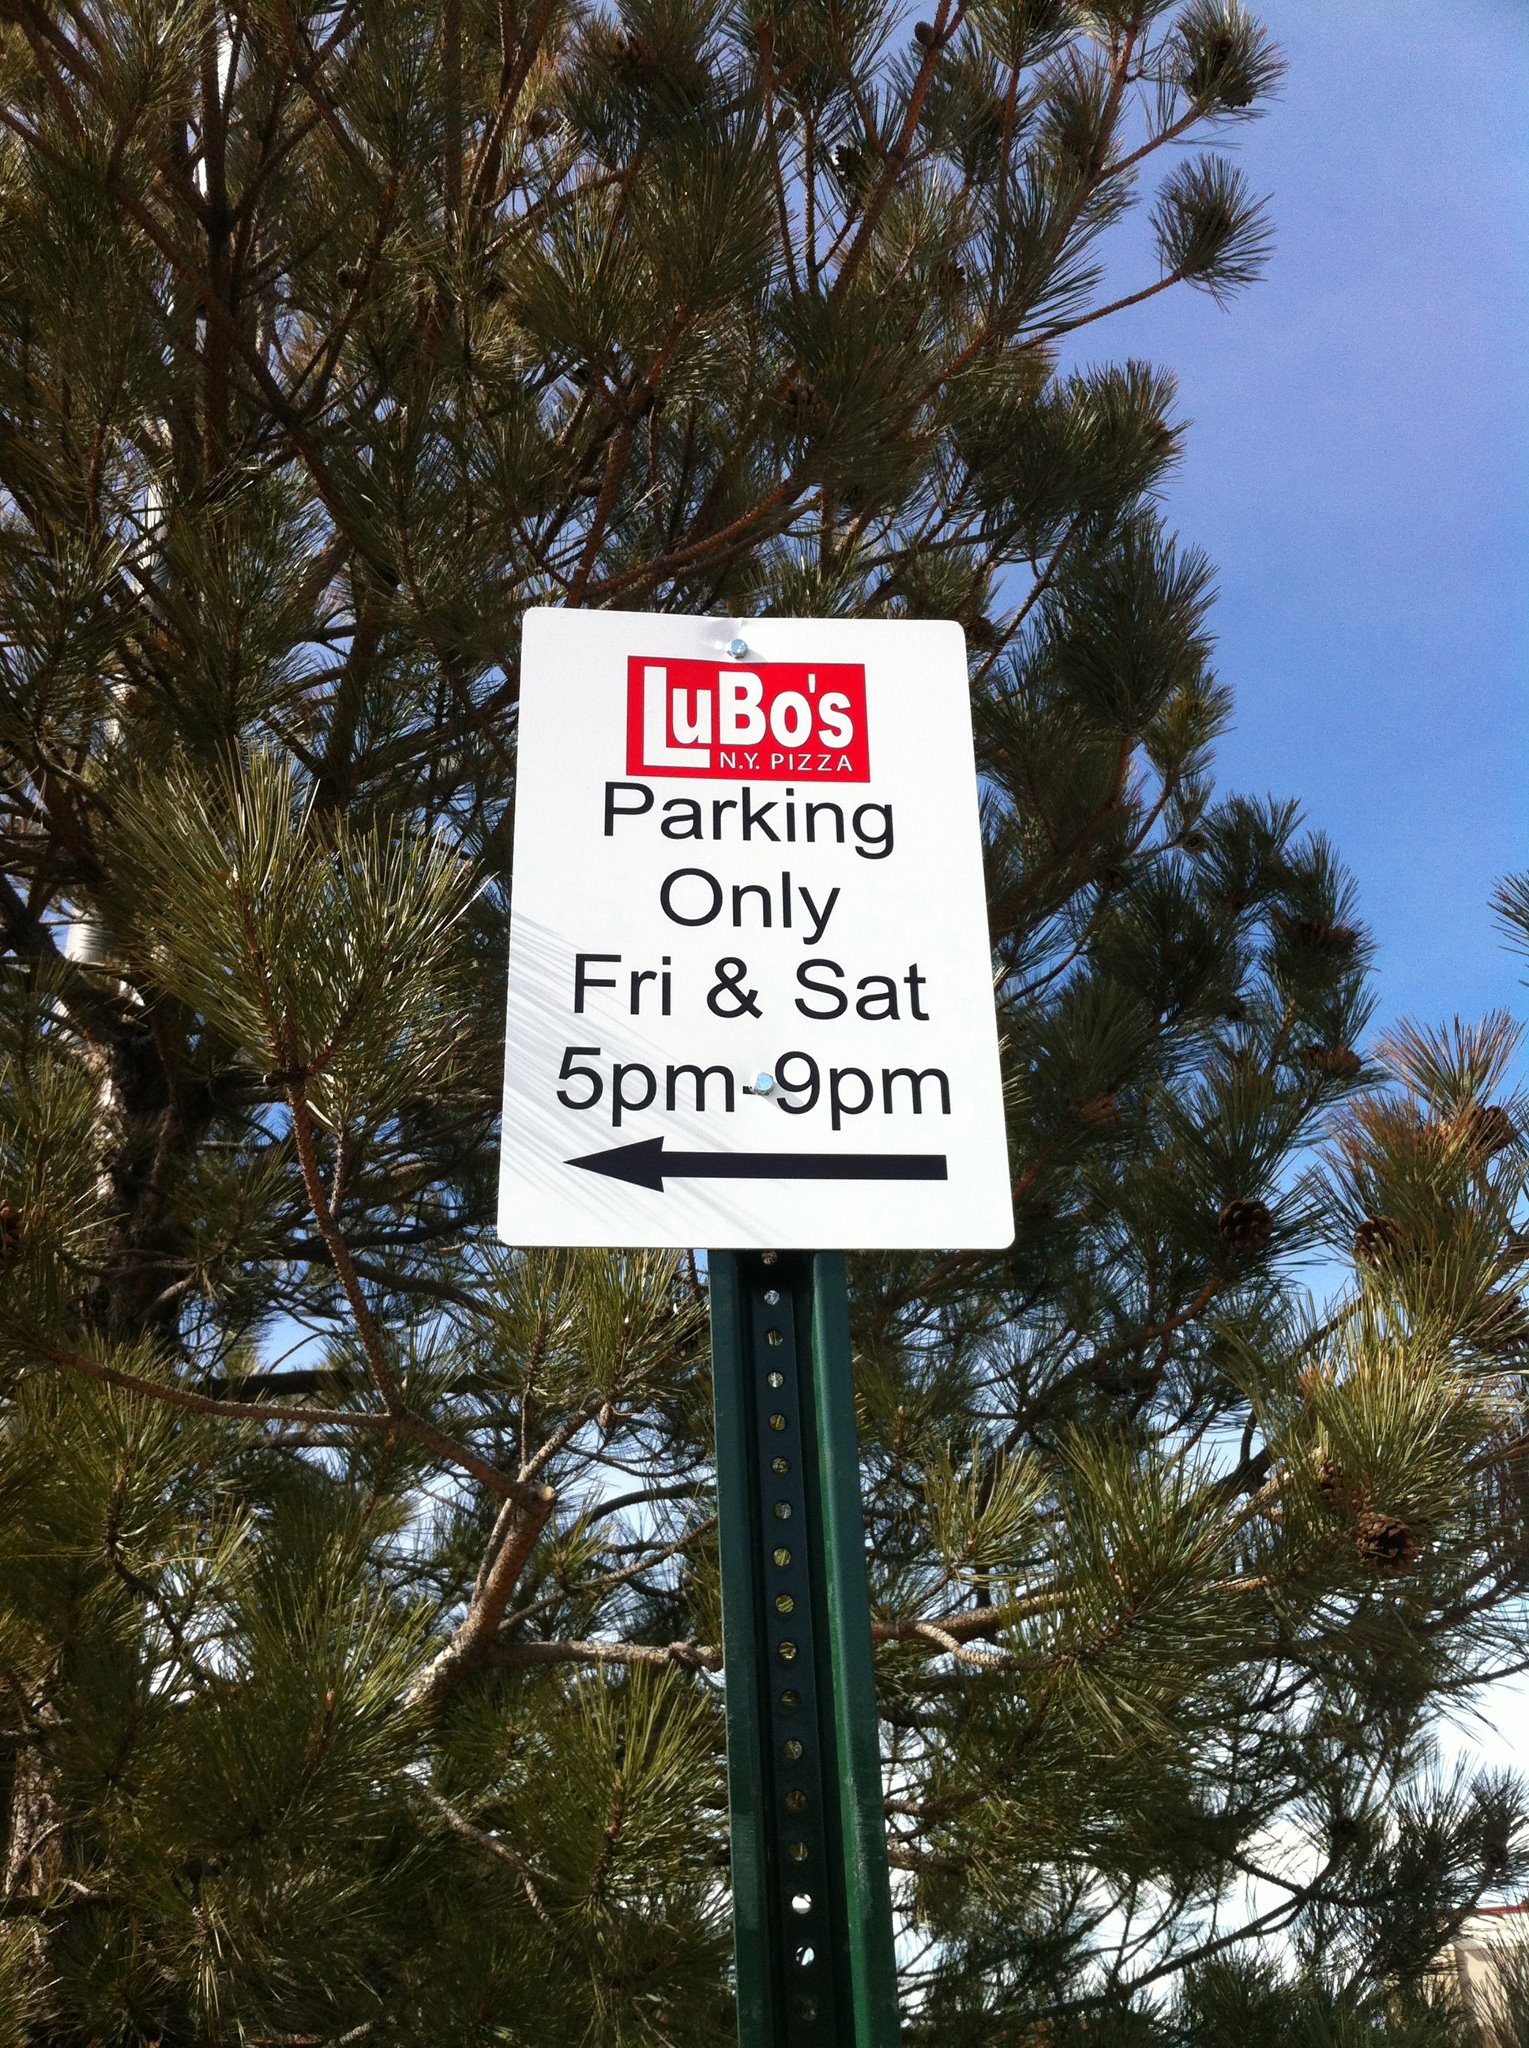 LuBo's
N.Y. PIZZA
Parking
Only
Fri & Sat
5pm-9pm